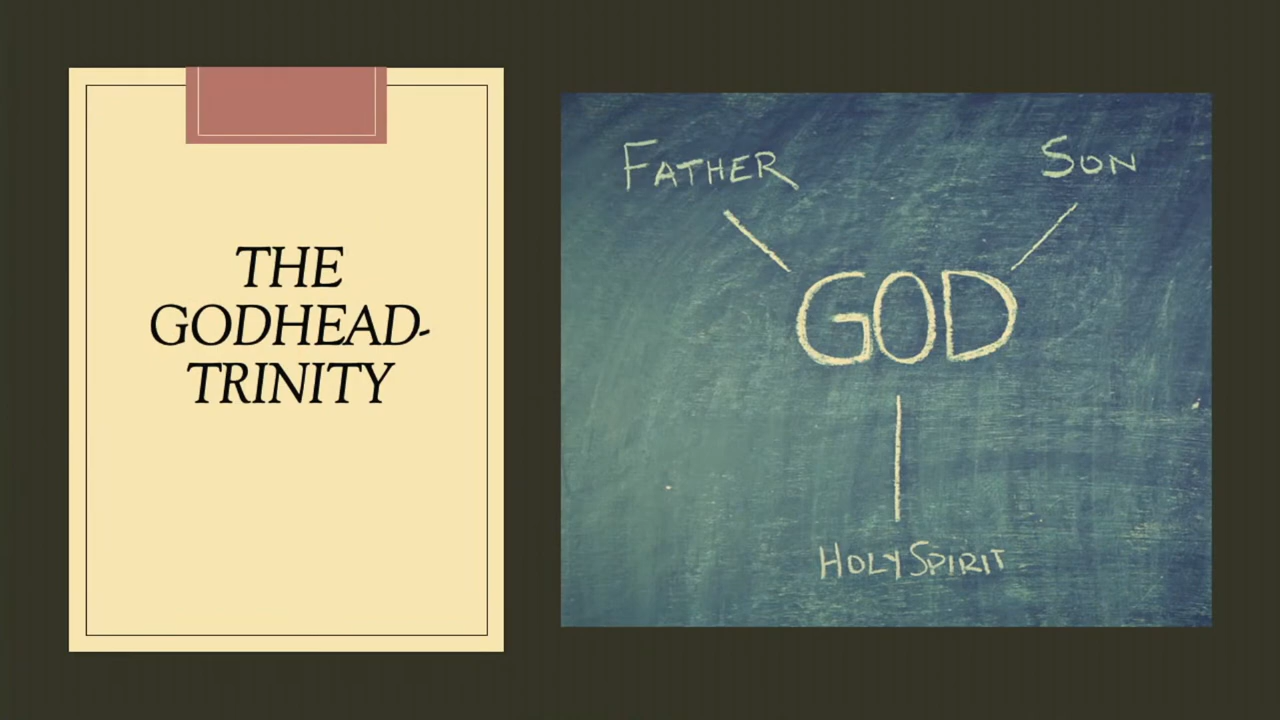 THE
GODHEAD-
TRINITY
FATHER
SON
GOD
HOLY SPIRIT